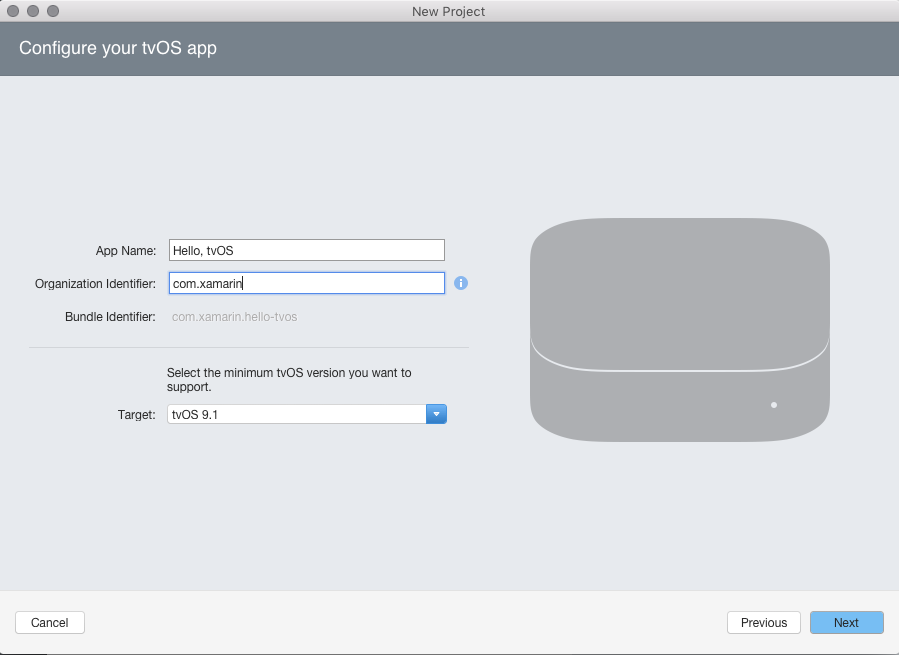 New Project
Configure your tvOS app
App Name: Hello, tvOS
Organization Identifier: com.xamarin
Bundle Identifier: com.xamarin.hello-tvos
Select the minimum tvOS version you want to
support.
Target: tvOS 9.1
Cancel Previous Next